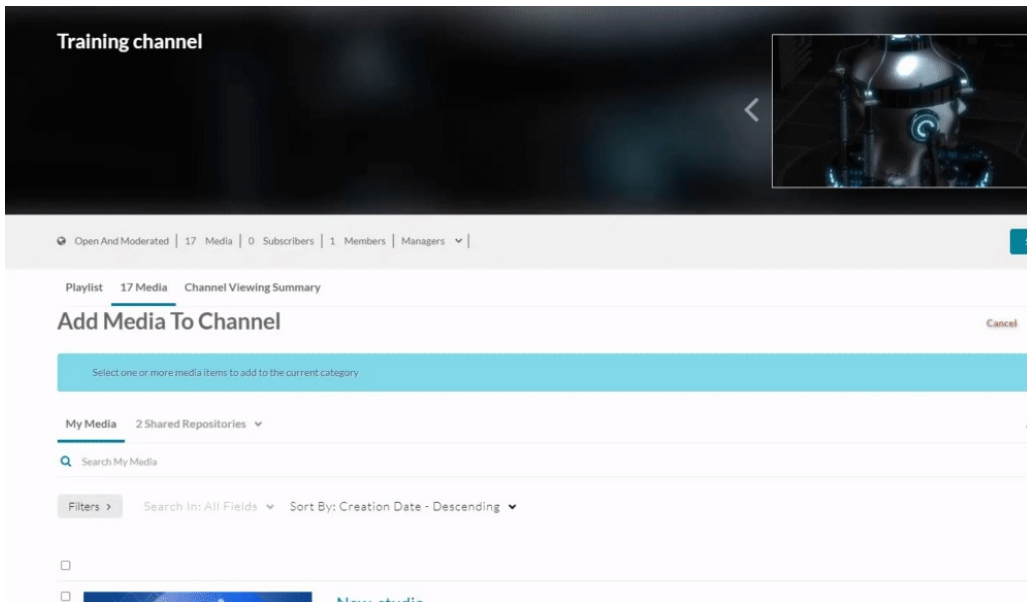 Training channel
Open And Moderated | 17 Media | 0 Subscribers | 1 Members | Managers |
Playlist 17 Media Channel Viewing Summary
Add Media To Channel
Cancel
Select one or more media items to add to the current category
My Media 2 Shared Repositories
Search My Media
Filters > Search In: All Fields Sort By: Creation Date - Descending